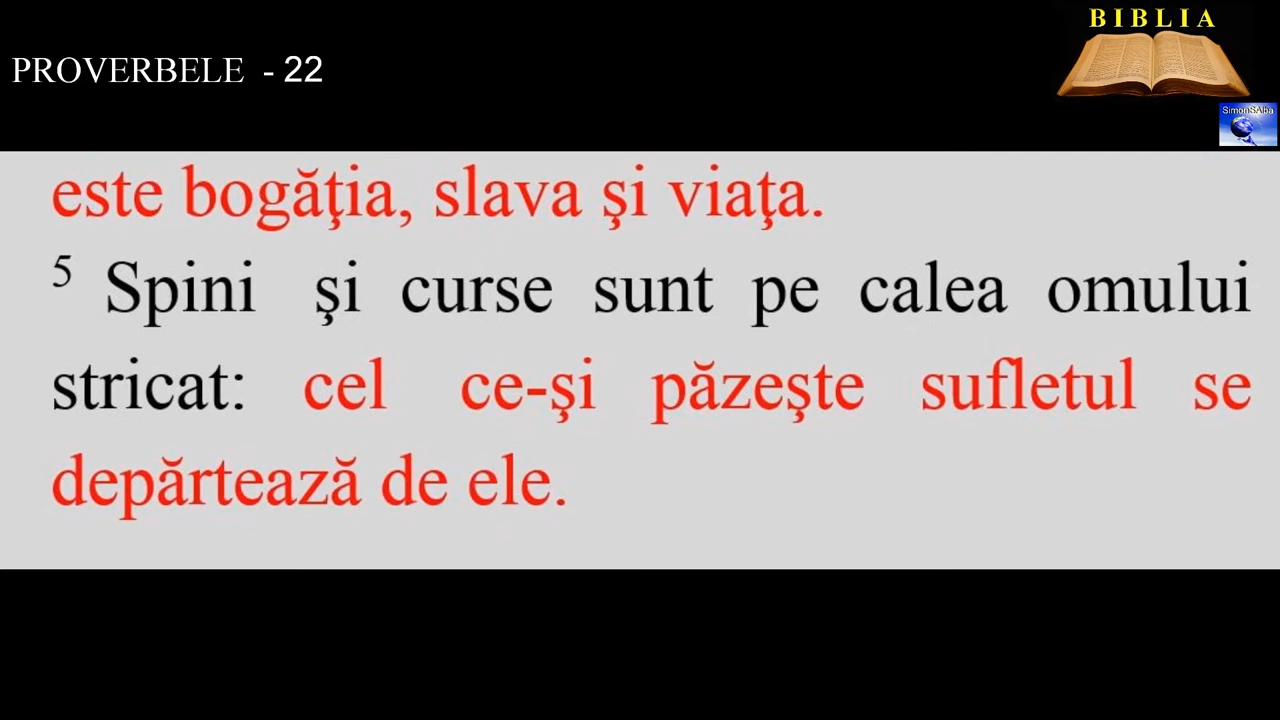 BIBLIA
PROVERBELE - 22
SimonSAlba
este bogăţia, slava şi viaţa.
5 Spini şi curse sunt pe calea omului
stricat: cel ce-şi păzeşte sufletul se
depărtează de ele.